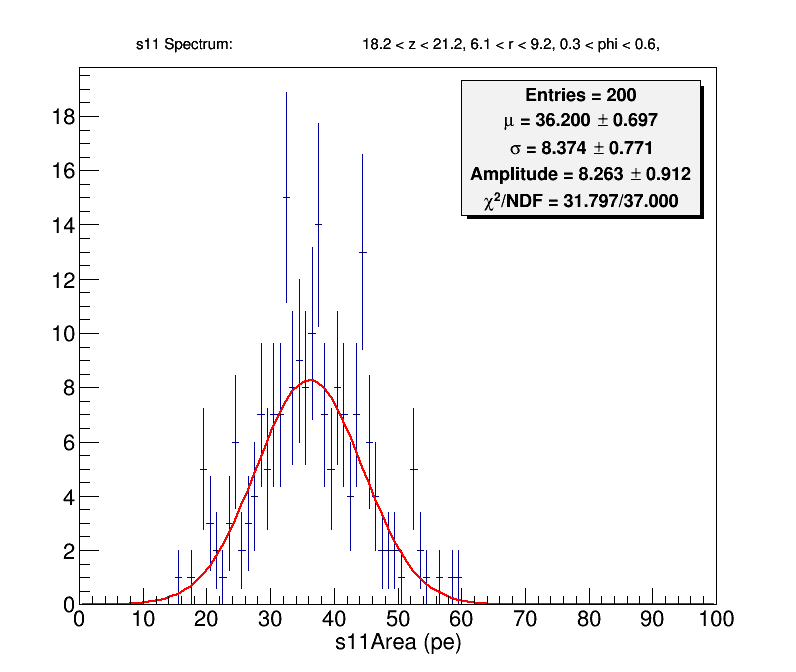 s11 Spectrum: 18.2 < z < 21.2, 6.1 < r < 9.2, 0.3 < phi < 0.6,
Entries = 200
μ = 36.200 ± 0.697
σ = 8.374 ± 0.771
Amplitude = 8.263 ± 0.912
χ²/NDF = 31.797/37.000
18
16
14
12
10
8
6
4
2
0
0 10 20 30 40 50 60 70 80 90 100
s11Area (pe)